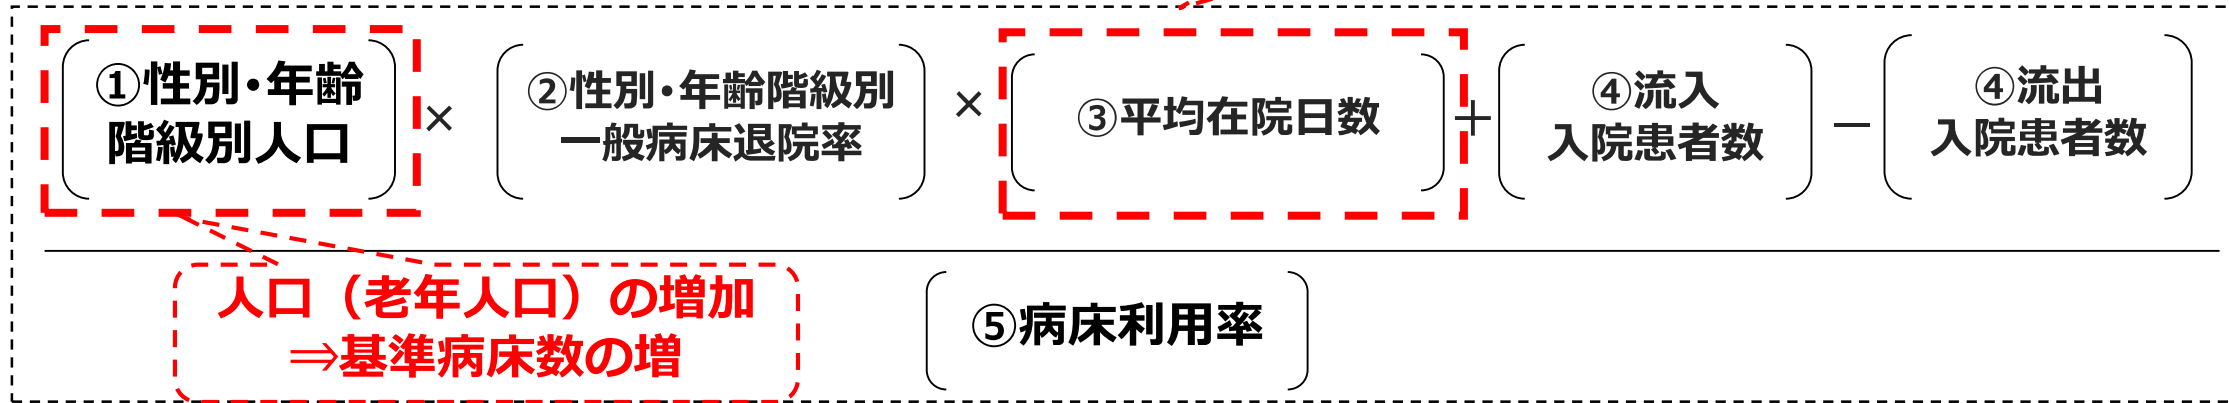 ①性別・年齢
階級別人口
×
②性別・年齢階級別
一般病床退院率
×
③平均在院日数
＋
④流入
入院患者数
－
④流出
入院患者数
人口（老年人口）の増加
⇒基準病床数の増
⑤病床利用率